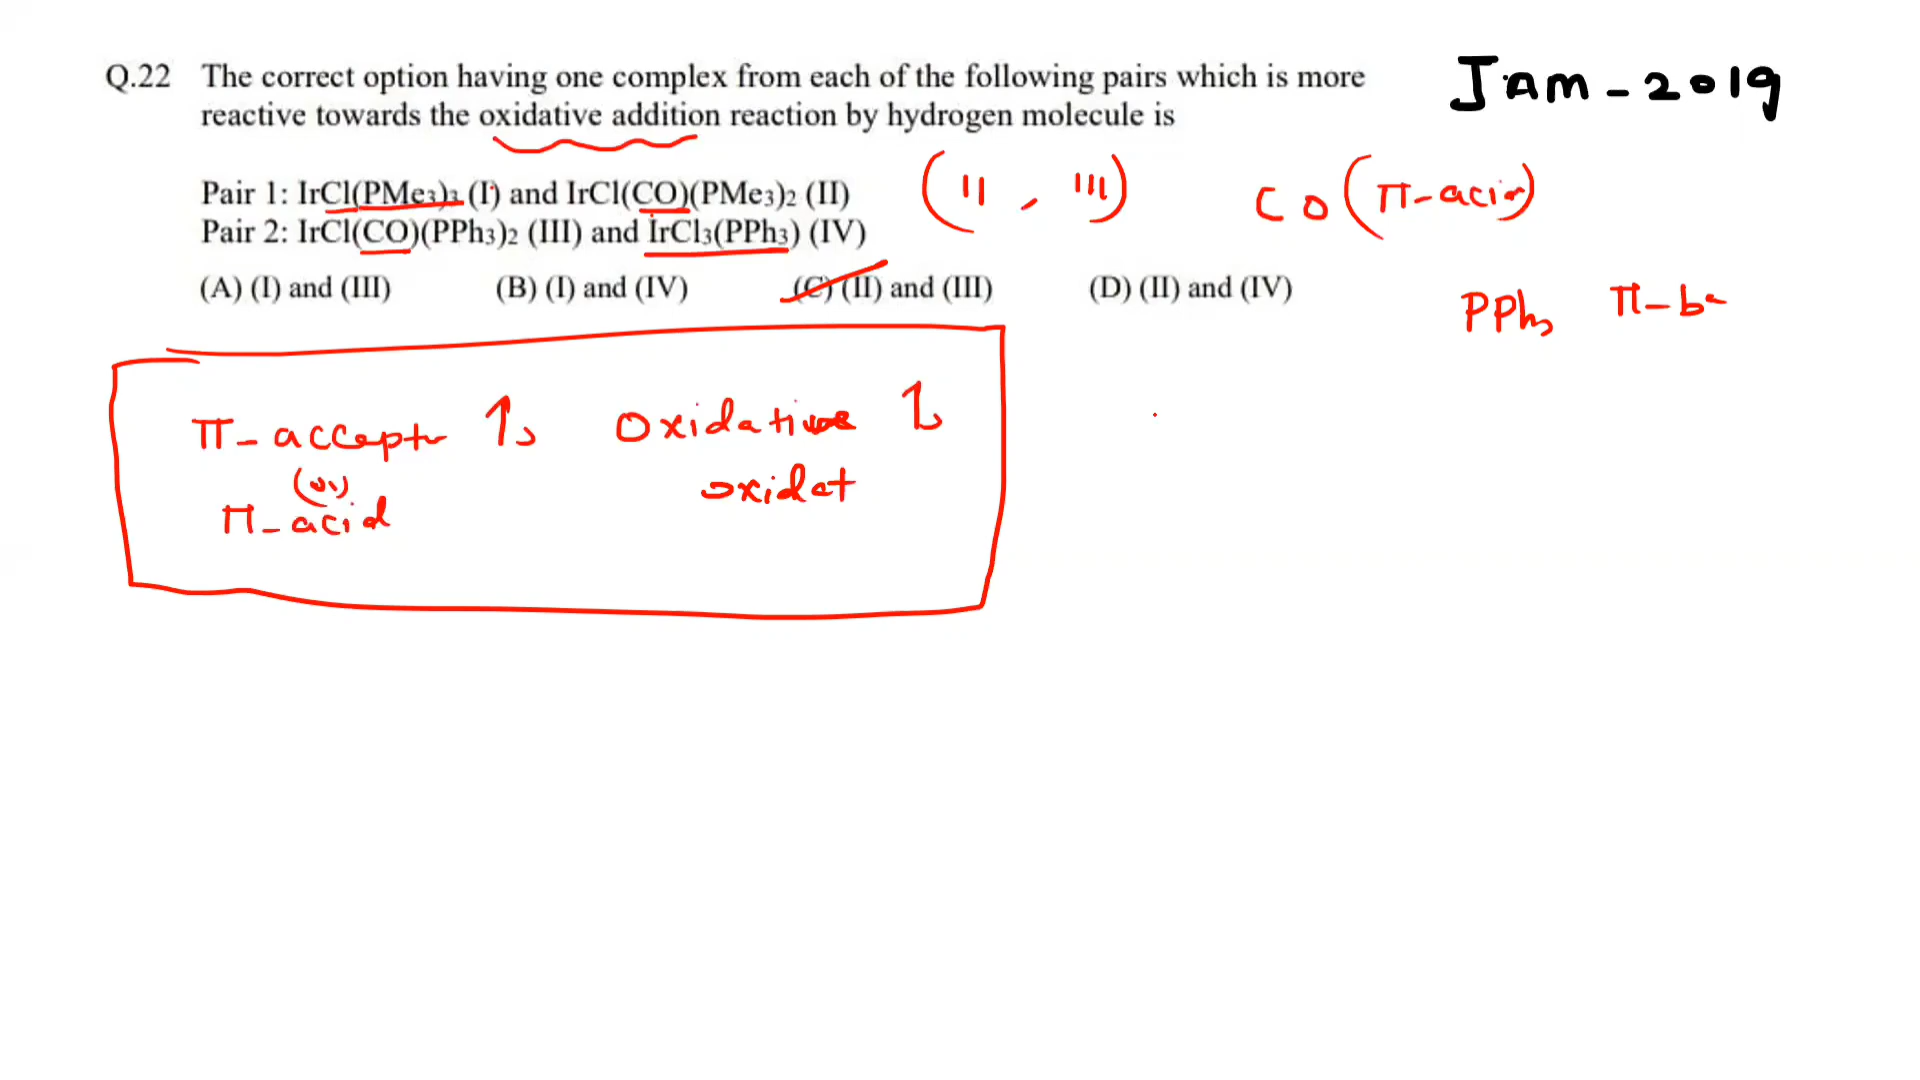 Q.22 The correct option having one complex from each of the following pairs which is more
reactive towards the oxidative addition reaction by hydrogen molecule is
Jam - 2019
Pair 1: IrCl(PMe3)3 (I) and IrCl(CO)(PMe3)2 (II)
Pair 2: IrCl(CO)(PPh3)2 (III) and IrCl3(PPh3) (IV)
(II, III)
CO (π-acid)
(A) (I) and (III) (B) (I) and (IV) (C) (II) and (III) (D) (II) and (IV)
PPh3 π-ba
π-acceptr ↑, Oxidative ↑
(or) oxidat
π-acid